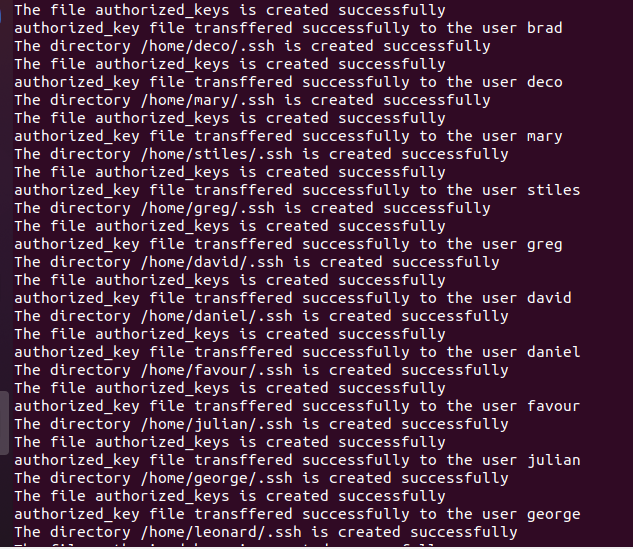 The file authorized_keys is created successfully
authorized_key file transffered successfully to the user brad
The directory /home/deco/.ssh is created successfully
The file authorized_keys is created successfully
authorized_key file transffered successfully to the user deco
The directory /home/mary/.ssh is created successfully
The file authorized_keys is created successfully
authorized_key file transffered successfully to the user mary
The directory /home/stiles/.ssh is created successfully
The file authorized_keys is created successfully
authorized_key file transffered successfully to the user stiles
The directory /home/greg/.ssh is created successfully
The file authorized_keys is created successfully
authorized_key file transffered successfully to the user greg
The directory /home/david/.ssh is created successfully
The file authorized_keys is created successfully
authorized_key file transffered successfully to the user david
The directory /home/daniel/.ssh is created successfully
The file authorized_keys is created successfully
authorized_key file transffered successfully to the user daniel
The directory /home/favour/.ssh is created successfully
The file authorized_keys is created successfully
authorized_key file transffered successfully to the user favour
The directory /home/julian/.ssh is created successfully
The file authorized_keys is created successfully
authorized_key file transffered successfully to the user julian
The directory /home/george/.ssh is created successfully
The file authorized_keys is created successfully
authorized_key file transffered successfully to the user george
The directory /home/leonard/.ssh is created successfully